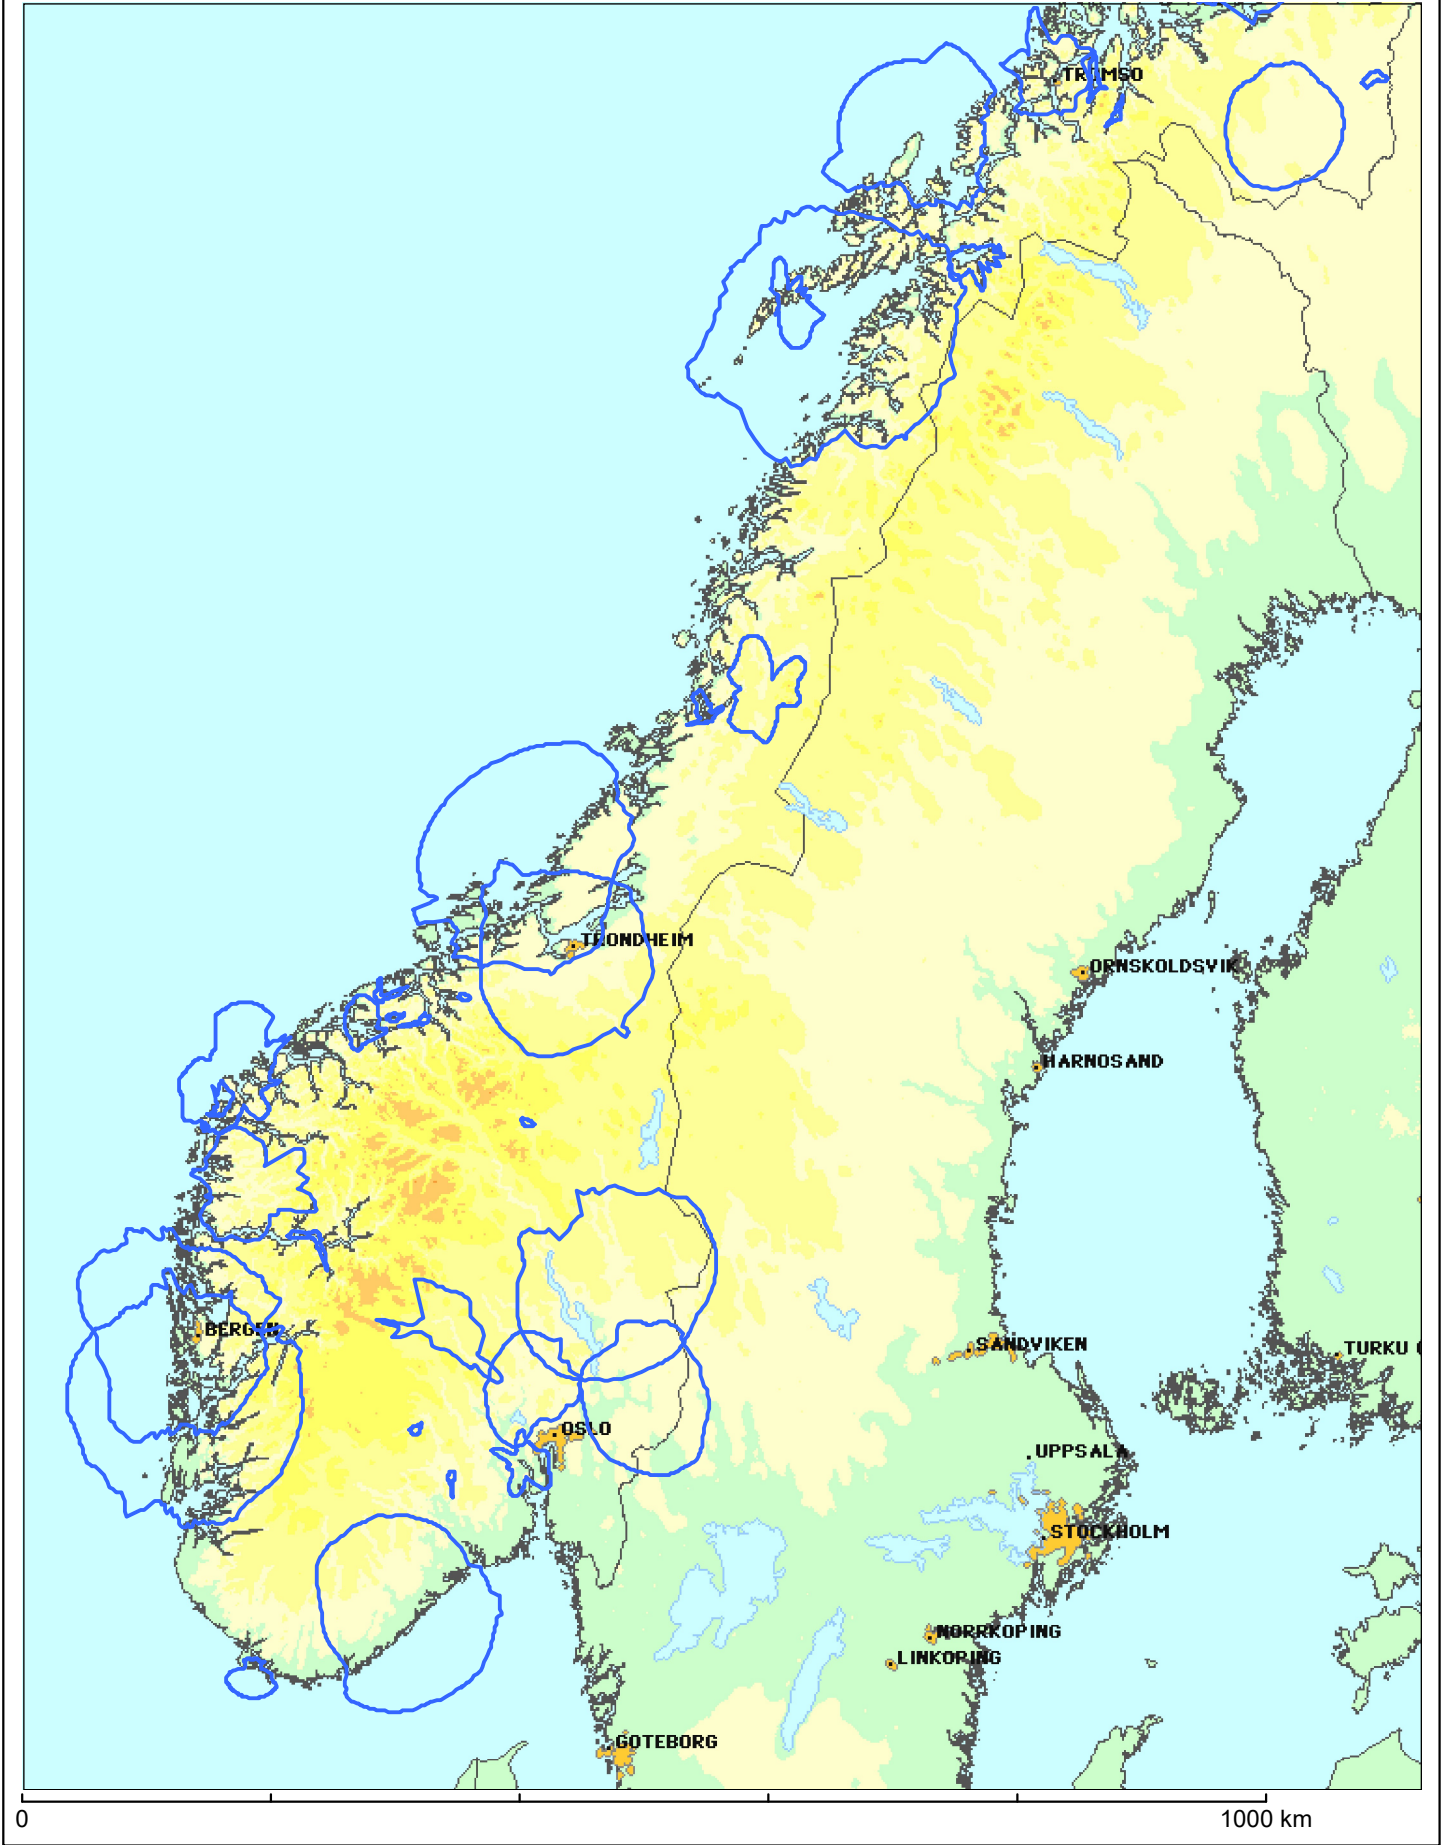 TROMSO
TRONDHEIM
ORNSKOLDSVIK
HARNOSAND
BERGEN
SANDVIKEN
TURKU
OSLO
UPPSALA
STOCKHOLM
NORRKOPING
LINKOPING
GOTEBORG
0 1000 km